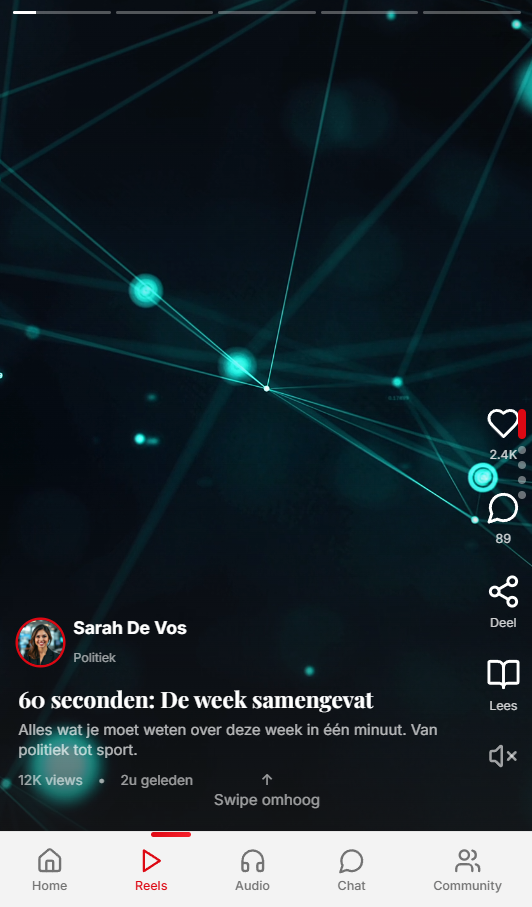 2.4K
89
Deel
Sarah De Vos
Politiek
Lees
60 seconden: De week samengevat
Alles wat je moet weten over deze week in één minuut. Van
politiek tot sport.
12K views • 2u geleden
Swipe omhoog
Home
Reels
Audio
Chat
Community